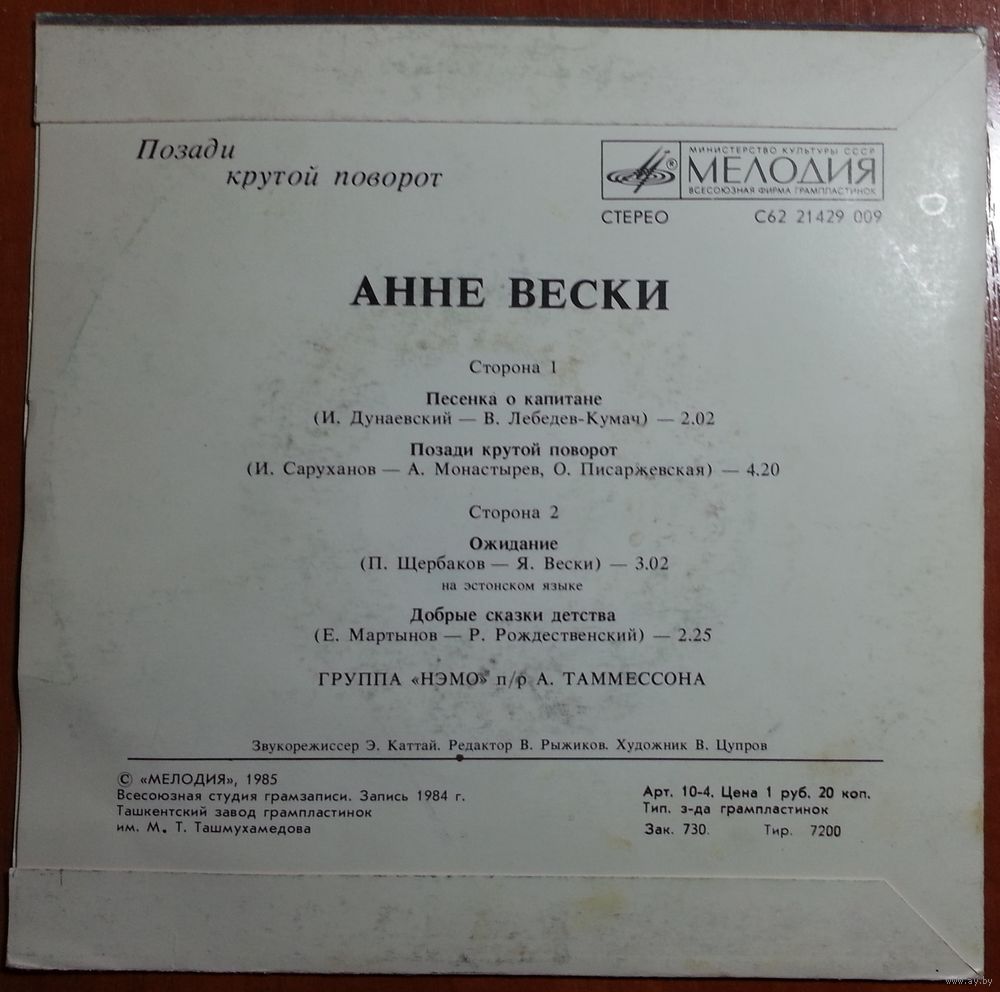 Позади
крутой поворот
МИНИСТЕРСТВО КУЛЬТУРЫ СССР
® МЕЛОДИЯ
ВСЕСОЮЗНАЯ ФИРМА ГРАМПЛАСТИНОК
СТЕРЕО С62 21429 009
АННЕ ВЕСКИ
Сторона 1
Песенка о капитане
(И. Дунаевский — В. Лебедев-Кумач) — 2.02
Позади крутой поворот
(И. Саруханов — А. Монастырев, О. Писаржевская) — 4.20
Сторона 2
Ожидание
(П. Щербаков — Я. Вески) — 3.02
на эстонском языке
Добрые сказки детства
(Е. Мартынов — Р. Рождественский) — 2.25
ГРУППА «НЭМО» п/р А. ТАММЕССОНА
Звукорежиссер Э. Каттай. Редактор В. Рыжиков. Художник В. Цупров
© «МЕЛОДИЯ», 1985
Всесоюзная студия грамзаписи. Запись 1984 г.
Ташкентский завод грампластинок
им. М. Т. Ташмухамедова
Арт. 10-4. Цена 1 руб. 20 коп.
Тип. з-да грампластинок
Зак. 730. Тир. 7200
www.ay.by